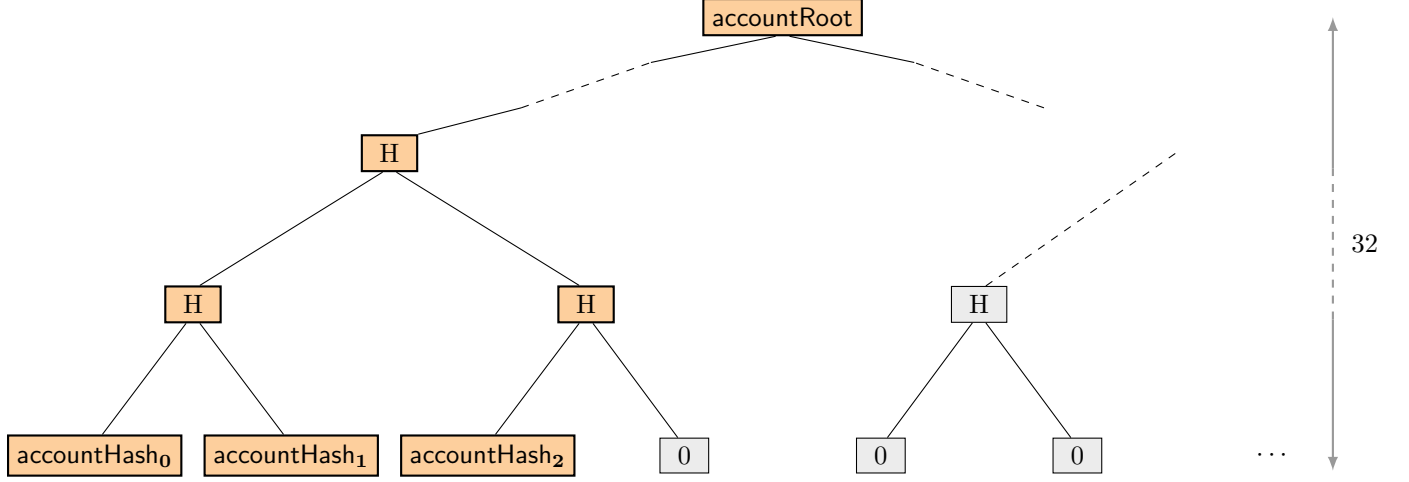 accountRoot
H
32
H H H
accountHash₀ accountHash₁ accountHash₂ 0 0 0 ...